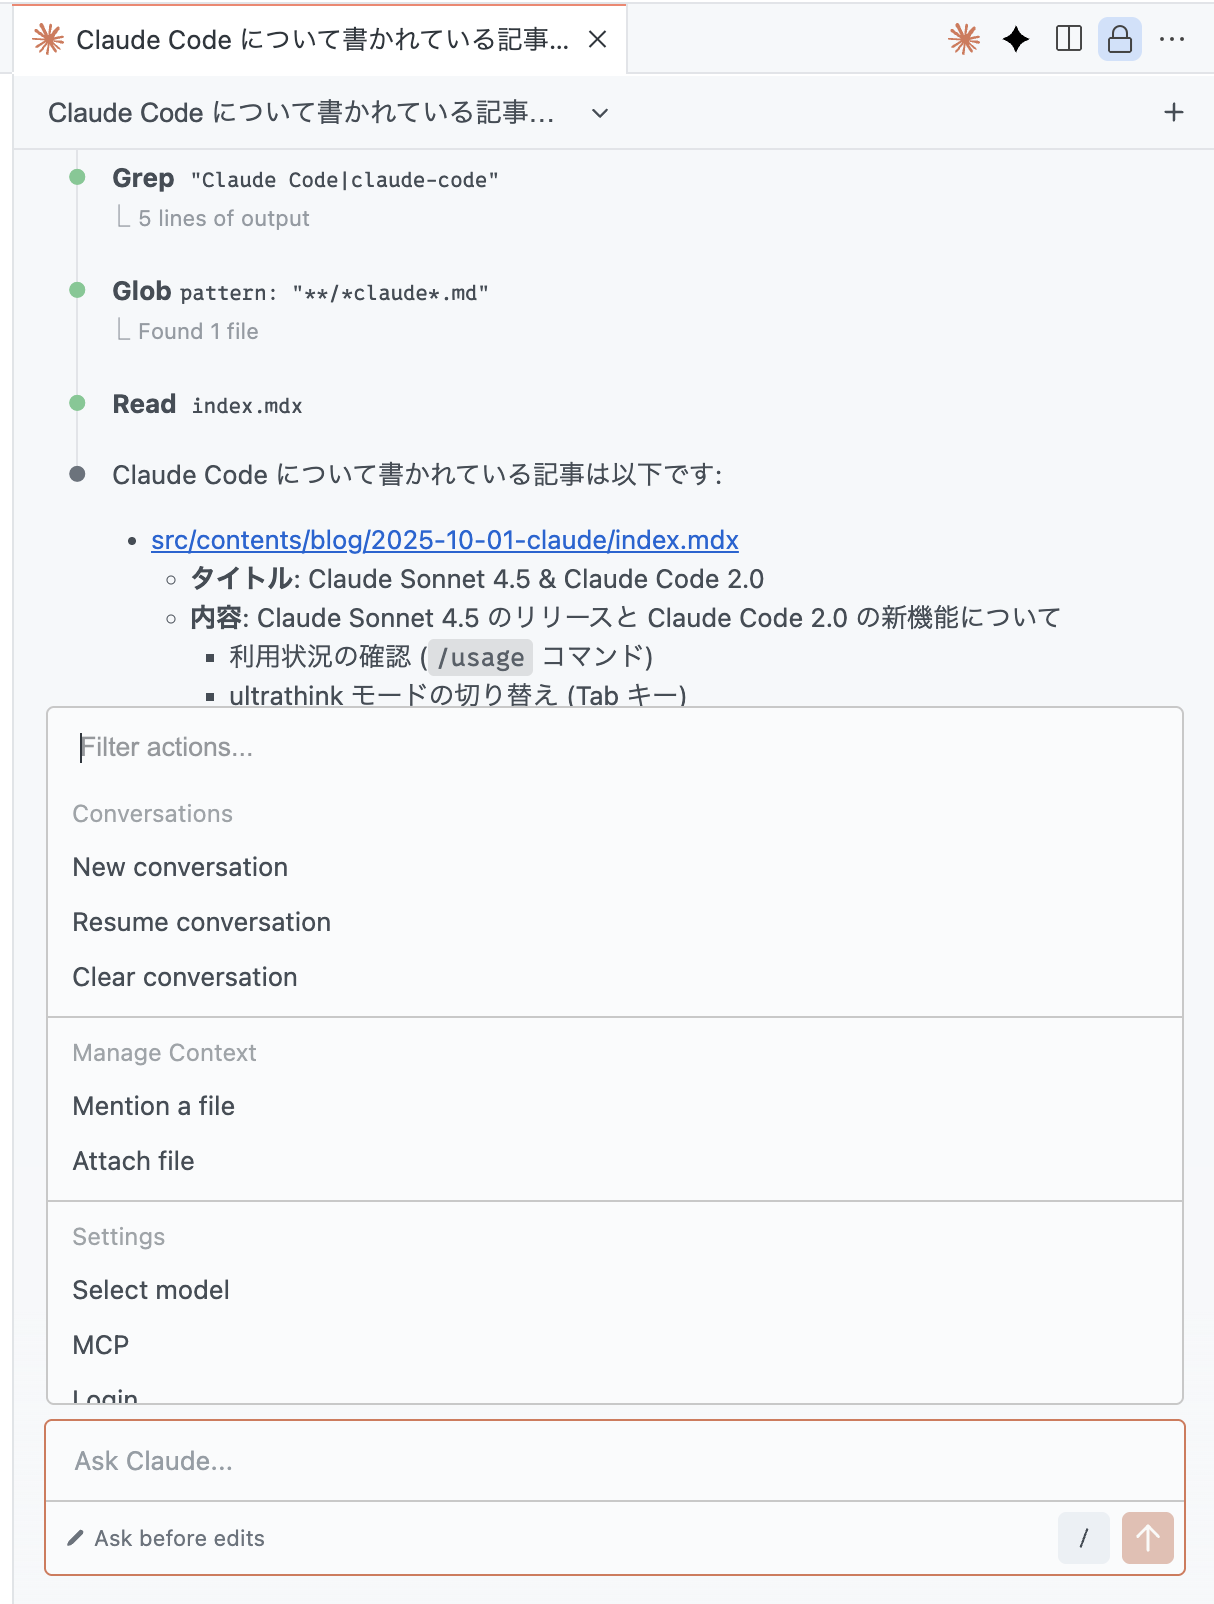 Claude Code について書かれている記事...
Claude Code について書かれている記事...
Grep "Claude Code|claude-code"
5 lines of output
Glob pattern: "**/*claude*.md"
Found 1 file
Read index.mdx
Claude Code について書かれている記事は以下です:
src/contents/blog/2025-10-01-claude/index.mdx
タイトル: Claude Sonnet 4.5 & Claude Code 2.0
内容: Claude Sonnet 4.5 のリリースと Claude Code 2.0 の新機能について
利用状況の確認 (/usage コマンド)
ultrathink モードの切り替え (Tab キー)
Filter actions...
Conversations
New conversation
Resume conversation
Clear conversation
Manage Context
Mention a file
Attach file
Settings
Select model
MCP
Login
Ask Claude...
Ask before edits /